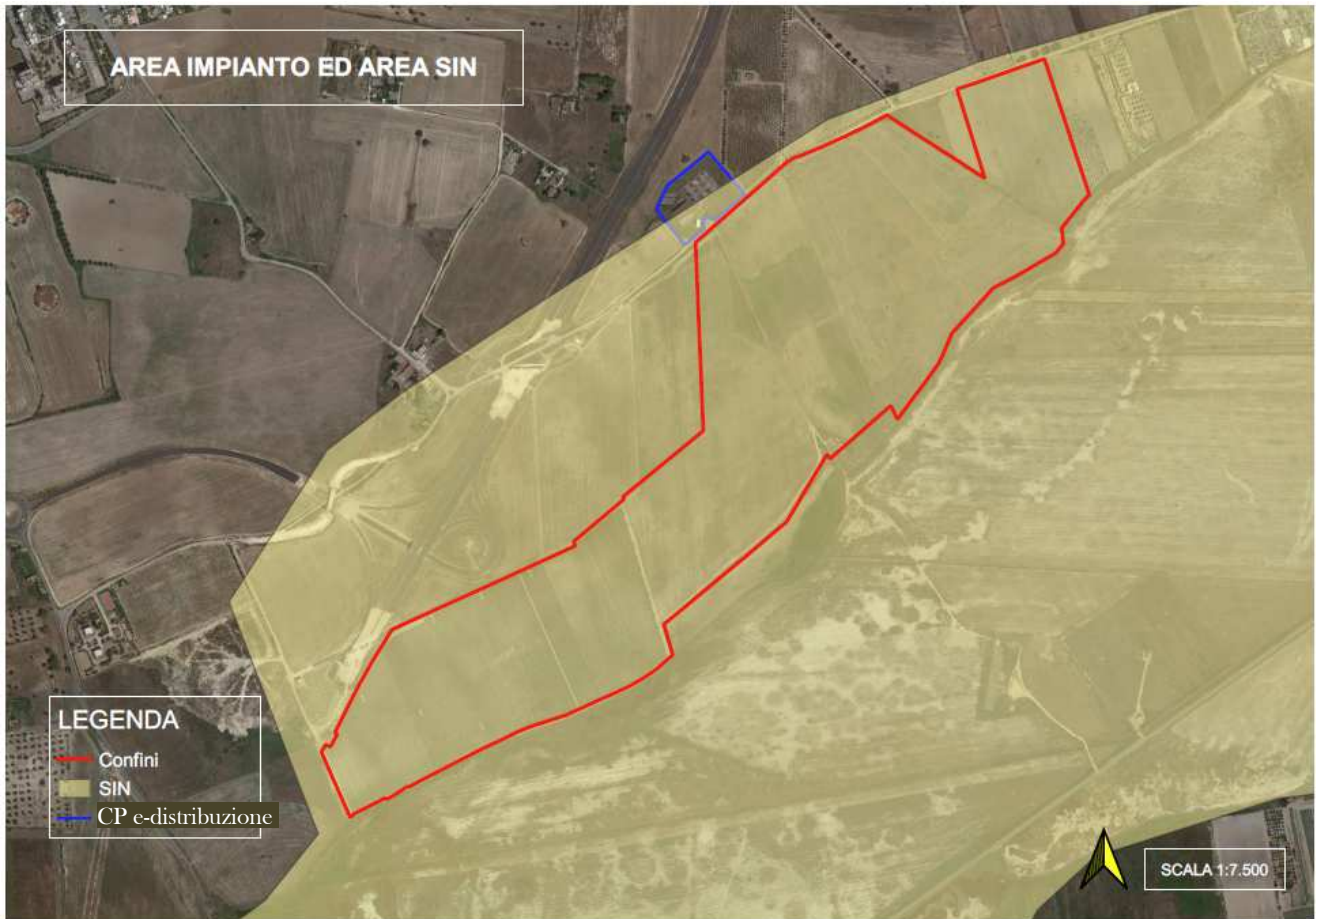 AREA IMPIANTO ED AREA SIN
LEGENDA
Confini
SIN
CP e-distribuzione
SCALA 1:7.500